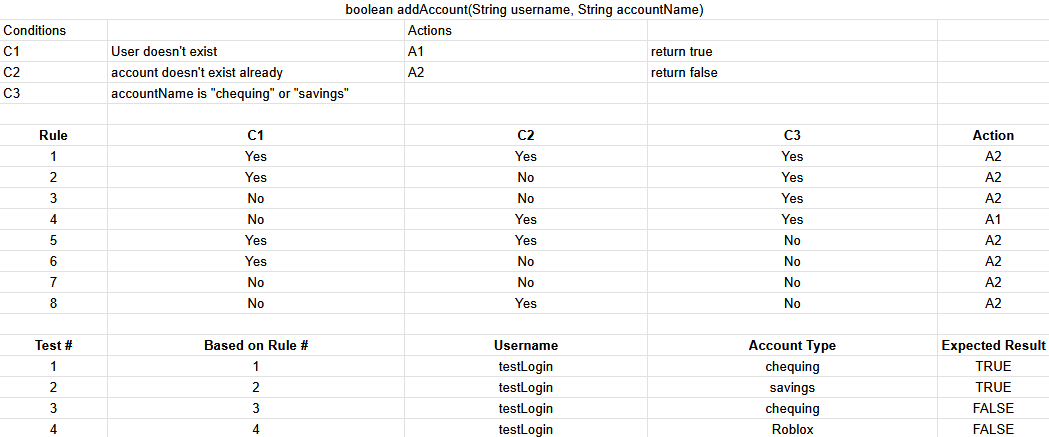 boolean addAccount(String username, String accountName)
Conditions Actions
C1 User doesn't exist A1 return true
C2 account doesn't exist already A2 return false
C3 accountName is "chequing" or "savings"
Rule C1 C2 C3 Action
1 Yes Yes Yes A2
2 Yes No Yes A2
3 No No Yes A2
4 No Yes Yes A1
5 Yes Yes No A2
6 Yes No No A2
7 No No No A2
8 No Yes No A2
Test # Based on Rule # Username Account Type Expected Result
1 1 testLogin chequing TRUE
2 2 testLogin savings TRUE
3 3 testLogin chequing FALSE
4 4 testLogin Roblox FALSE